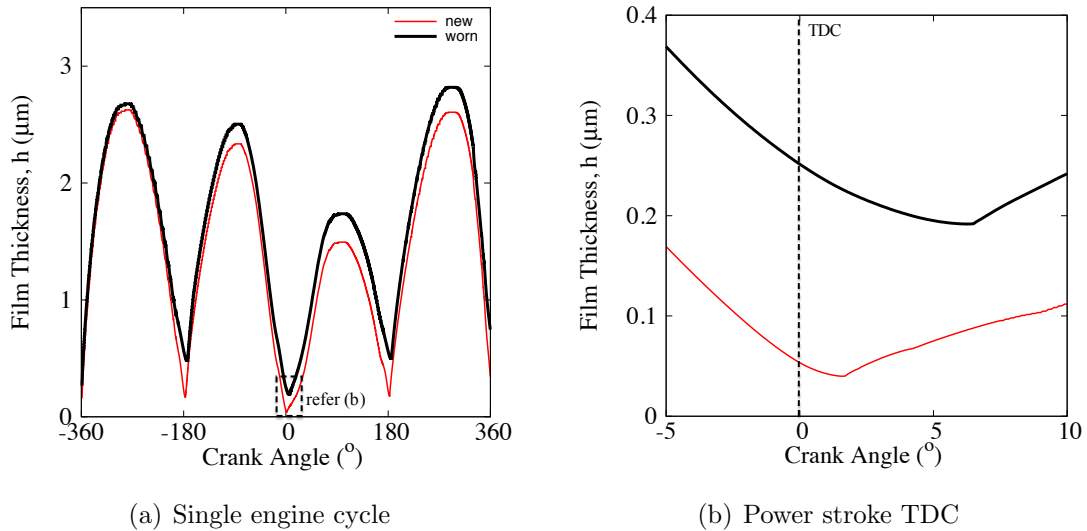 new
worn
3
2
1
0
-360
-180
0
180
360
Film Thickness, h (μm)
Crank Angle (°)
refer (b)
(a) Single engine cycle
TDC
0.4
0.3
0.2
0.1
0
-5
0
5
10
Film Thickness, h (μm)
Crank Angle (°)
(b) Power stroke TDC